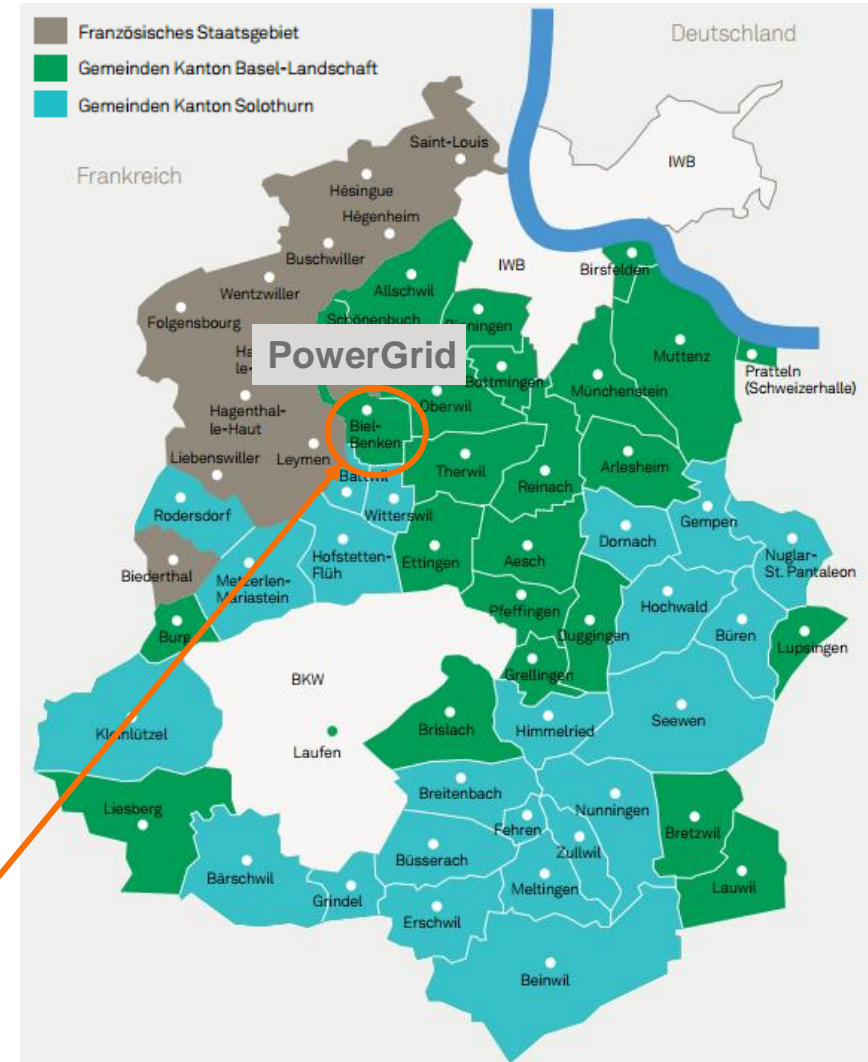 Französisches Staatsgebiet
Deutschland
Gemeinden Kanton Basel-Landschaft
Gemeinden Kanton Solothurn
Saint-Louis
IWB
Frankreich
Hésingue
Hégenheim
Buschwiller
IWB
Birsfelden
Wentzwiller
Allschwil
Folgensbourg
Schönenbuch
PowerGrid
Muttenz
Bottmingen
Münchenstein
Pratteln
(Schweizerhalle)
Hagenthal-
le-Haut
Oberwil
Biel-
Benken
Liebenswiller
Leymen
Therwil
Reinach
Arlesheim
Bättwil
Rodersdorf
Witterswil
Gempen
Dornach
Nuglar-
St. Pantaleon
Hofstetten-
Flüh
Ettingen
Aesch
Biederthal
Metzerlen-
Mariastein
Pfeffingen
Hochwald
Burg
Duggingen
Büren
Lupsingen
Grellingen
BKW
Kleinlützel
Laufen
Brislach
Himmelried
Seewen
Liesberg
Breitenbach
Nunningen
Fehren
Bretzwil
Zullwil
Bärschwil
Büsserach
Lauwil
Grindel
Meltingen
Erschwil
Beinwil